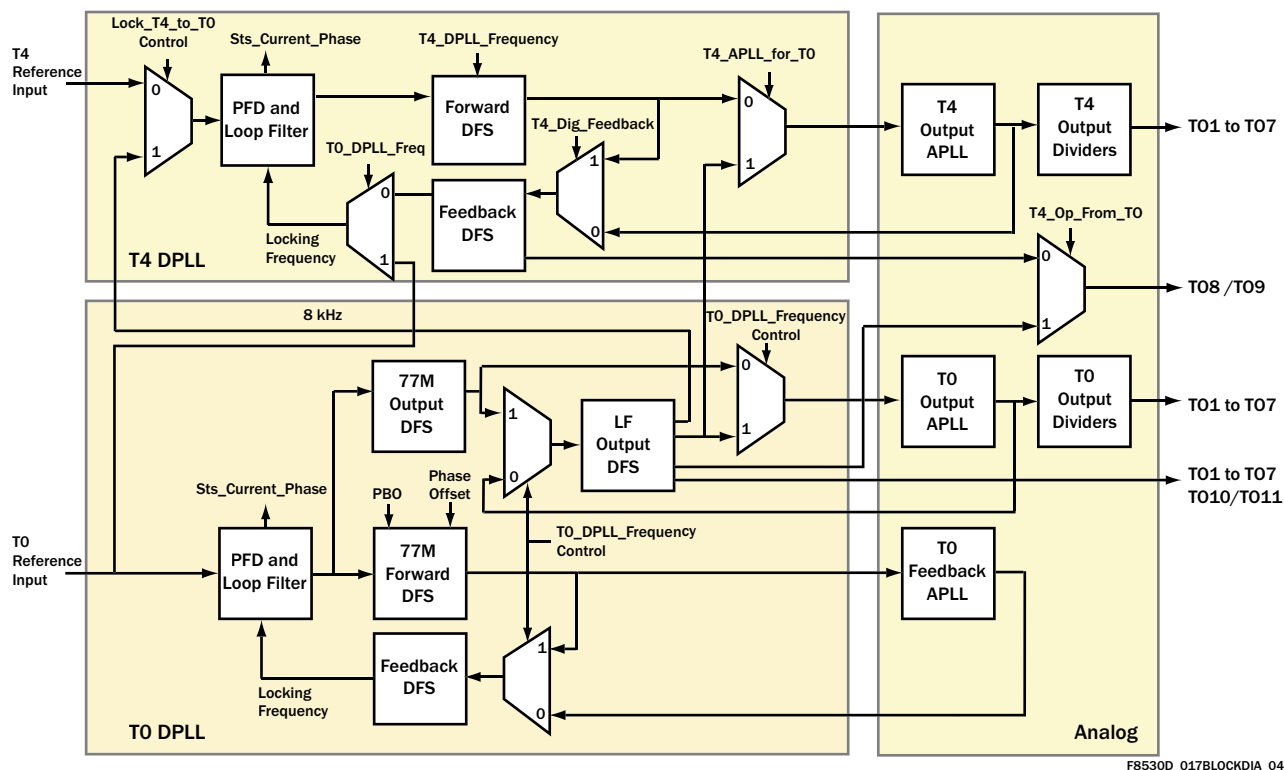 Lock_T4_to_T0
Control
Sts_Current_Phase
T4_DPLL_Frequency
T4_APLL_for_T0
T4
Reference
Input
0
1
PFD and
Loop Filter
Forward
DFS
T4_Dig_Feedback
1
0
0
1
T4
Output
APLL
T4
Output
Dividers
TO1 to TO7
T0_DPLL_Freq
0
1
Feedback
DFS
Locking
Frequency
T4 DPLL
T4_Op_From_T0
0
1
TO8 /TO9
8 kHz
T0_DPLL_Frequency
Control
0
1
77M
Output
DFS
1
0
LF
Output
DFS
T0
Output
APLL
T0
Output
Dividers
TO1 to TO7
TO1 to TO7
TO10/TO11
Sts_Current_Phase
PBO
Phase
Offset
T0
Reference
Input
PFD and
Loop Filter
77M
Forward
DFS
T0_DPLL_Frequency
Control
T0
Feedback
APLL
1
0
Feedback
DFS
Locking
Frequency
T0 DPLL
Analog
F8530D_017BLOCKDIA_04